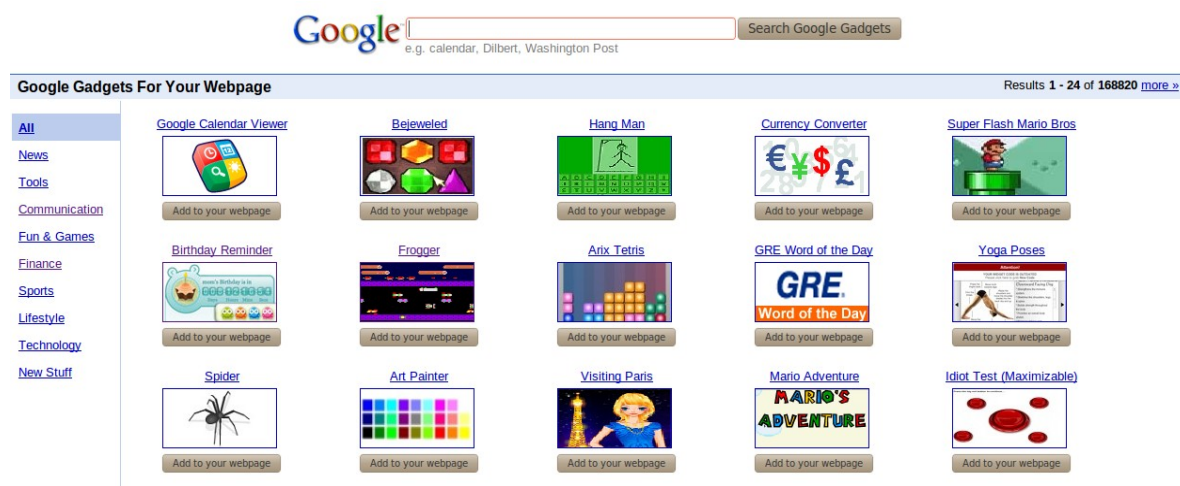 Google
Search Google Gadgets
e.g. calendar, Dilbert, Washington Post
Google Gadgets For Your Webpage
Results 1 - 24 of 168820 more »
All
News
Tools
Communication
Fun & Games
Finance
Sports
Lifestyle
Technology
New Stuff
Google Calendar Viewer
Bejeweled
Hang Man
Currency Converter
Super Flash Mario Bros
€ ¥ $ £
Add to your webpage
Add to your webpage
Add to your webpage
Add to your webpage
Add to your webpage
Birthday Reminder
Frogger
Arix Tetris
GRE Word of the Day
Yoga Poses
mom's Birthday is in
GRE
Word of the Day
Add to your webpage
Add to your webpage
Add to your webpage
Add to your webpage
Add to your webpage
Spider
Art Painter
Visiting Paris
Mario Adventure
Idiot Test (Maximizable)
MARIO'S
ADVENTURE
Add to your webpage
Add to your webpage
Add to your webpage
Add to your webpage
Add to your webpage